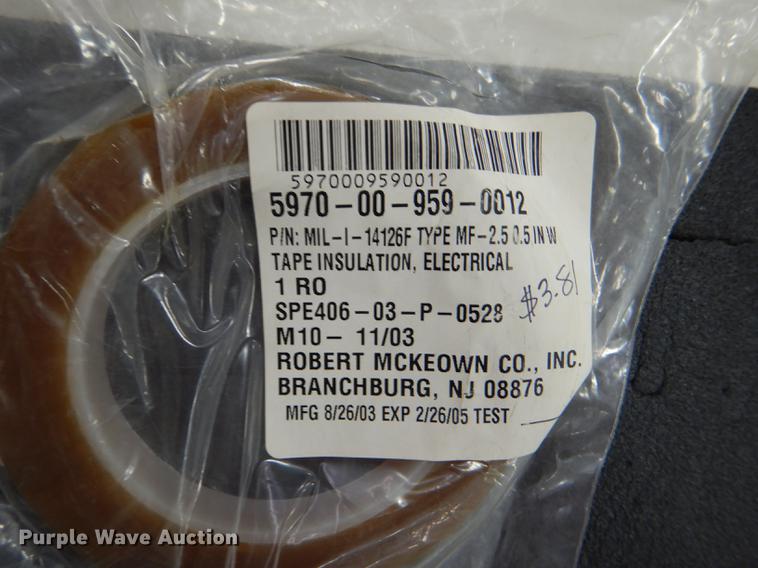 5970009590012
5970-00-959-0012
P/N: MIL-I-14126F TYPE MF-2.5 0.5 IN W
TAPE INSULATION, ELECTRICAL
1 RO
SPE406-03-P-0528
$3.81
M10- 11/03
ROBERT MCKEOWN CO., INC.
BRANCHBURG, NJ 08876
MFG 8/26/03 EXP 2/26/05 TEST
Purple Wave Auction